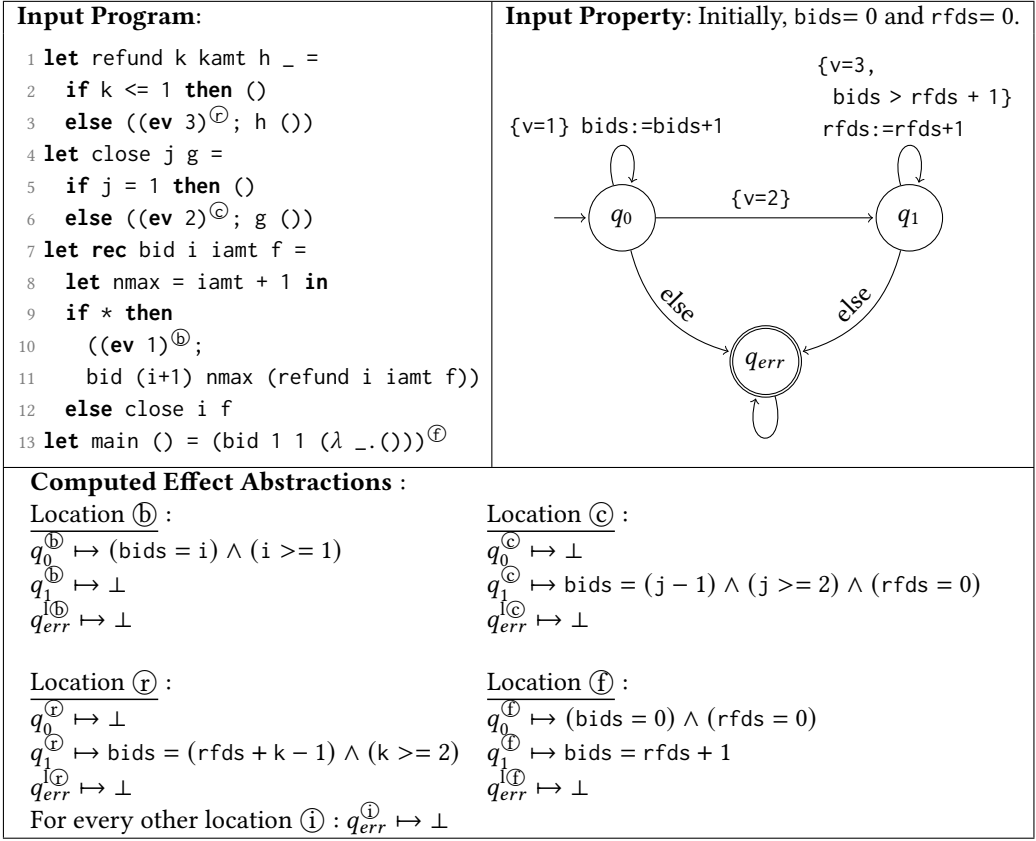 Input Program:
1 let refund k kamt h _ =
2 if k <= 1 then ()
3 else ((ev 3)ⓡ; h ())
4 let close j g =
5 if j = 1 then ()
6 else ((ev 2)ⓒ; g ())
7 let rec bid i iamt f =
8 let nmax = iamt + 1 in
9 if * then
10 ((ev 1)ⓑ;
11 bid (i+1) nmax (refund i iamt f))
12 else close i f
13 let main () = (bid 1 1 (λ _.()))ⓕ
Input Property: Initially, bids= 0 and rfds= 0.
{v=3,
bids > rfds + 1}
{v=1} bids:=bids+1
rfds:=rfds+1
{v=2}
q0
q1
else
else
qerr
Computed Effect Abstractions :
Location ⓑ :
q0ⓑ ↦ (bids = i) ∧ (i >= 1)
q1ⓑ ↦ ⊥
qerrlⓑ ↦ ⊥
Location ⓒ :
q0ⓒ ↦ ⊥
q1ⓒ ↦ bids = (j − 1) ∧ (j >= 2) ∧ (rfds = 0)
qerrlⓒ ↦ ⊥
Location ⓡ :
q0ⓡ ↦ ⊥
q1ⓡ ↦ bids = (rfds + k − 1) ∧ (k >= 2)
qerrlⓡ ↦ ⊥
Location ⓕ :
q0ⓕ ↦ (bids = 0) ∧ (rfds = 0)
q1ⓕ ↦ bids = rfds + 1
qerrlⓕ ↦ ⊥
For every other location ⓘ : qerrⓘ ↦ ⊥